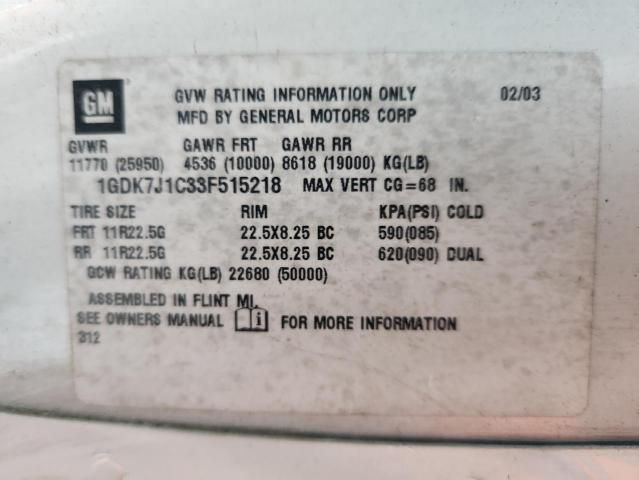 GM
GVW RATING INFORMATION ONLY 02/03
MFD BY GENERAL MOTORS CORP
GVWR GAWR FRT GAWR RR
11770 (25950) 4536 (10000) 8618 (19000) KG(LB)
1GDK7J1C33F515218 MAX VERT CG=68 IN.
TIRE SIZE RIM KPA(PSI) COLD
FRT 11R22.5G 22.5X8.25 BC 590(085)
RR 11R22.5G 22.5X8.25 BC 620(090) DUAL
GCW RATING KG(LB) 22680 (50000)
ASSEMBLED IN FLINT MI.
SEE OWNERS MANUAL i FOR MORE INFORMATION
312